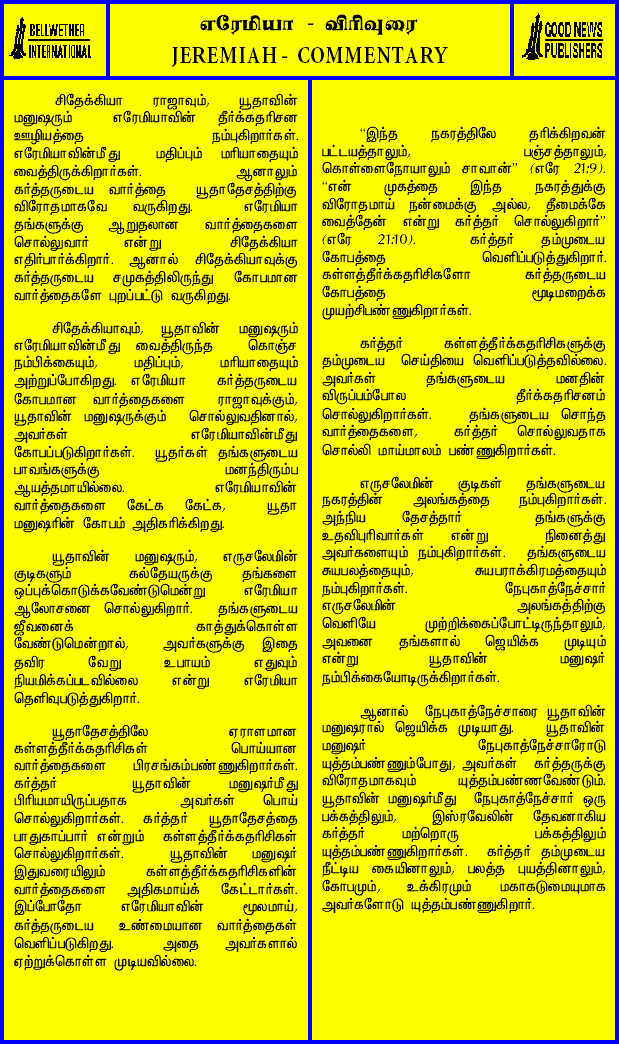 BELLWETHER
INTERNATIONAL
எரேமியா - விரிவுரை
JEREMIAH - COMMENTARY
GOOD NEWS
PUBLISHERS
சிதேக்கியா ராஜாவும், யூதாவின்
மனுஷரும் எரேமியாவின் தீர்க்கதரிசன
ஊழியத்தை நம்புகிறார்கள்.
எரேமியாவின்மீது மதிப்பும் மரியாதையும்
வைத்திருக்கிறார்கள். ஆனாலும்
கர்த்தருடைய வார்த்தை யூதாதேசத்திற்கு
விரோதமாகவே வருகிறது. எரேமியா
தங்களுக்கு ஆறுதலான வார்த்தைகளை
சொல்லுவார் என்று சிதேக்கியா
எதிர்பார்க்கிறார். ஆனால் சிதேக்கியாவுக்கு
கர்த்தருடைய சமுகத்திலிருந்து கோபமான
வார்த்தைகளே புறப்பட்டு வருகிறது.
சிதேக்கியாவும், யூதாவின் மனுஷரும்
எரேமியாவின்மீது வைத்திருந்த கொஞ்ச
நம்பிக்கையும், மதிப்பும், மரியாதையும்
அற்றுப்போகிறது. எரேமியா கர்த்தருடைய
கோபமான வார்த்தைகளை ராஜாவுக்கும்,
யூதாவின் மனுஷருக்கும் சொல்லுவதினால்,
அவர்கள் எரேமியாவின்மீது
கோபப்படுகிறார்கள். யூதர்கள் தங்களுடைய
பாவங்களுக்கு மனந்திரும்ப
ஆயத்தமாயில்லை. எரேமியாவின்
வார்த்தைகளை கேட்க கேட்க, யூதா
மனுஷரின் கோபம் அதிகரிக்கிறது.
யூதாவின் மனுஷரும், எருசலேமின்
குடிகளும் கல்தேயருக்கு தங்களை
ஒப்புக்கொடுக்கவேண்டுமென்று எரேமியா
ஆலோசனை சொல்லுகிறார். தங்களுடைய
ஜீவனைக் காத்துக்கொள்ள
வேண்டுமென்றால், அவர்களுக்கு இதை
தவிர வேறு உபாயம் எதுவும்
நியமிக்கப்படவில்லை என்று எரேமியா
தெளிவுபடுத்துகிறார்.
யூதாதேசத்திலே ஏராளமான
கள்ளத்தீர்க்கதரிசிகள் பொய்யான
வார்த்தைகளை பிரசங்கம்பண்ணுகிறார்கள்.
கர்த்தர் யூதாவின் மனுஷர்மீது
பிரியமாயிருப்பதாக அவர்கள் பொய்
சொல்லுகிறார்கள். கர்த்தர் யூதாதேசத்தை
பாதுகாப்பார் என்றும் கள்ளத்தீர்க்கதரிசிகள்
சொல்லுகிறார்கள். யூதாவின் மனுஷர்
இதுவரையிலும் கள்ளத்தீர்க்கதரிசிகளின்
வார்த்தைகளை அதிகமாய்க் கேட்டார்கள்.
இப்போதோ எரேமியாவின் மூலமாய்,
கர்த்தருடைய உண்மையான வார்த்தைகள்
வெளிப்படுகிறது. அதை அவர்களால்
ஏற்றுக்கொள்ள முடியவில்லை.
“இந்த நகரத்திலே தரிக்கிறவன்
பட்டயத்தாலும், பஞ்சத்தாலும்,
கொள்ளைநோயாலும் சாவான்” (எரே 21:9).
“என் முகத்தை இந்த நகரத்துக்கு
விரோதமாய் நன்மைக்கு அல்ல, தீமைக்கே
வைத்தேன் என்று கர்த்தர் சொல்லுகிறார்”
(எரே 21:10). கர்த்தர் தம்முடைய
கோபத்தை வெளிப்படுத்துகிறார்.
கள்ளத்தீர்க்கதரிசிகளோ கர்த்தருடைய
கோபத்தை மூடிமறைக்க
முயற்சிபண்ணுகிறார்கள்.
கர்த்தர் கள்ளத்தீர்க்கதரிசிகளுக்கு
தம்முடைய செய்தியை வெளிப்படுத்தவில்லை.
அவர்கள் தங்களுடைய மனதின்
விருப்பம்போல தீர்க்கதரிசனம்
சொல்லுகிறார்கள். தங்களுடைய சொந்த
வார்த்தைகளை, கர்த்தர் சொல்லுவதாக
சொல்லி மாய்மாலம் பண்ணுகிறார்கள்.
எருசலேமின் குடிகள் தங்களுடைய
நகரத்தின் அலங்கத்தை நம்புகிறார்கள்.
அந்நிய தேசத்தார் தங்களுக்கு
உதவிபுரிவார்கள் என்று நினைத்து
அவர்களையும் நம்புகிறார்கள். தங்களுடைய
சுயபலத்தையும், சுயபராக்கிரமத்தையும்
நம்புகிறார்கள். நேபுகாத்நேச்சார்
எருசலேமின் அலங்கத்திற்கு
வெளியே முற்றிக்கைப்போட்டிருந்தாலும்,
அவனை தங்களால் ஜெயிக்க முடியும்
என்று யூதாவின் மனுஷர்
நம்பிக்கையோடிருக்கிறார்கள்.
ஆனால் நேபுகாத்நேச்சாரை யூதாவின்
மனுஷரால் ஜெயிக்க முடியாது. யூதாவின்
மனுஷர் நேபுகாத்நேச்சாரோடு
யுத்தம்பண்ணும்போது, அவர்கள் கர்த்தருக்கு
விரோதமாகவும் யுத்தம்பண்ணவேண்டும்.
யூதாவின் மனுஷர்மீது நேபுகாத்நேச்சார் ஒரு
பக்கத்திலும், இஸ்ரவேலின் தேவனாகிய
கர்த்தர் மற்றொரு பக்கத்திலும்
யுத்தம்பண்ணுகிறார்கள். கர்த்தர் தம்முடைய
நீட்டிய கையினாலும், பலத்த புயத்தினாலும்,
கோபமும், உக்கிரமும் மகாகடுமையுமாக
அவர்களோடு யுத்தம்பண்ணுகிறார்.